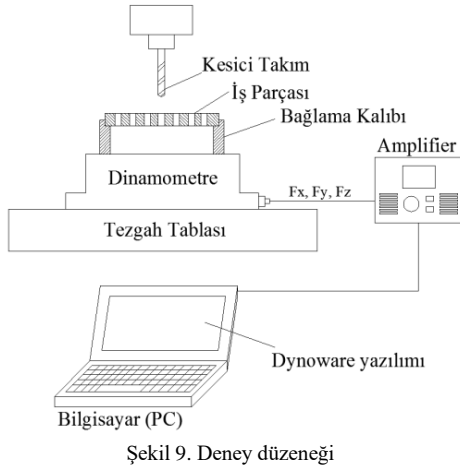 Kesici Takım
İş Parçası
Bağlama Kalıbı
Amplifier
Dinamometre
Fx, Fy, Fz
Tezgah Tablası
Dynoware yazılımı
Bilgisayar (PC)
Şekil 9. Deney düzeneği